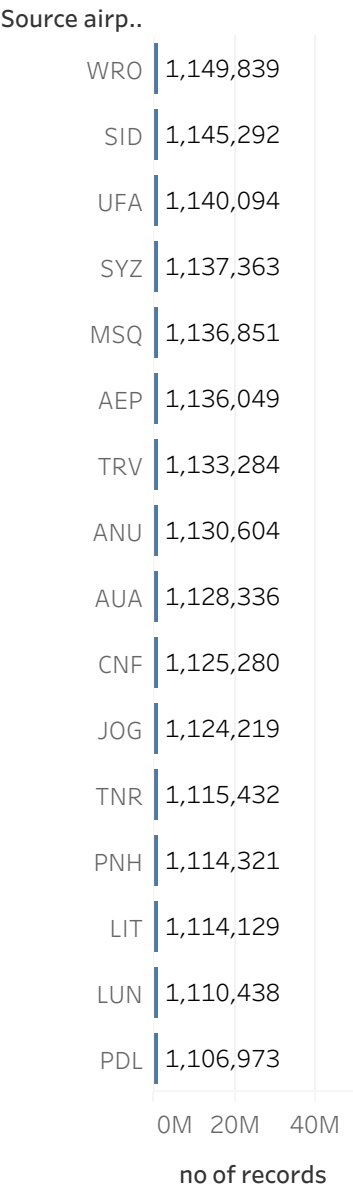 Source airp..
WRO 1,149,839
SID 1,145,292
UFA 1,140,094
SYZ 1,137,363
MSQ 1,136,851
AEP 1,136,049
TRV 1,133,284
ANU 1,130,604
AUA 1,128,336
CNF 1,125,280
JOG 1,124,219
TNR 1,115,432
PNH 1,114,321
LIT 1,114,129
LUN 1,110,438
PDL 1,106,973
0M 20M 40M
no of records